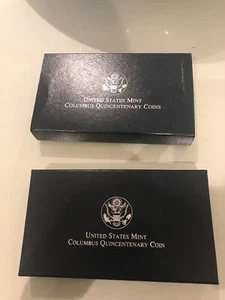 UNITED STATES MINT
COLUMBUS QUINCENTENARY COINS
UNITED STATES MINT
COLUMBUS QUINCENTENARY COIN